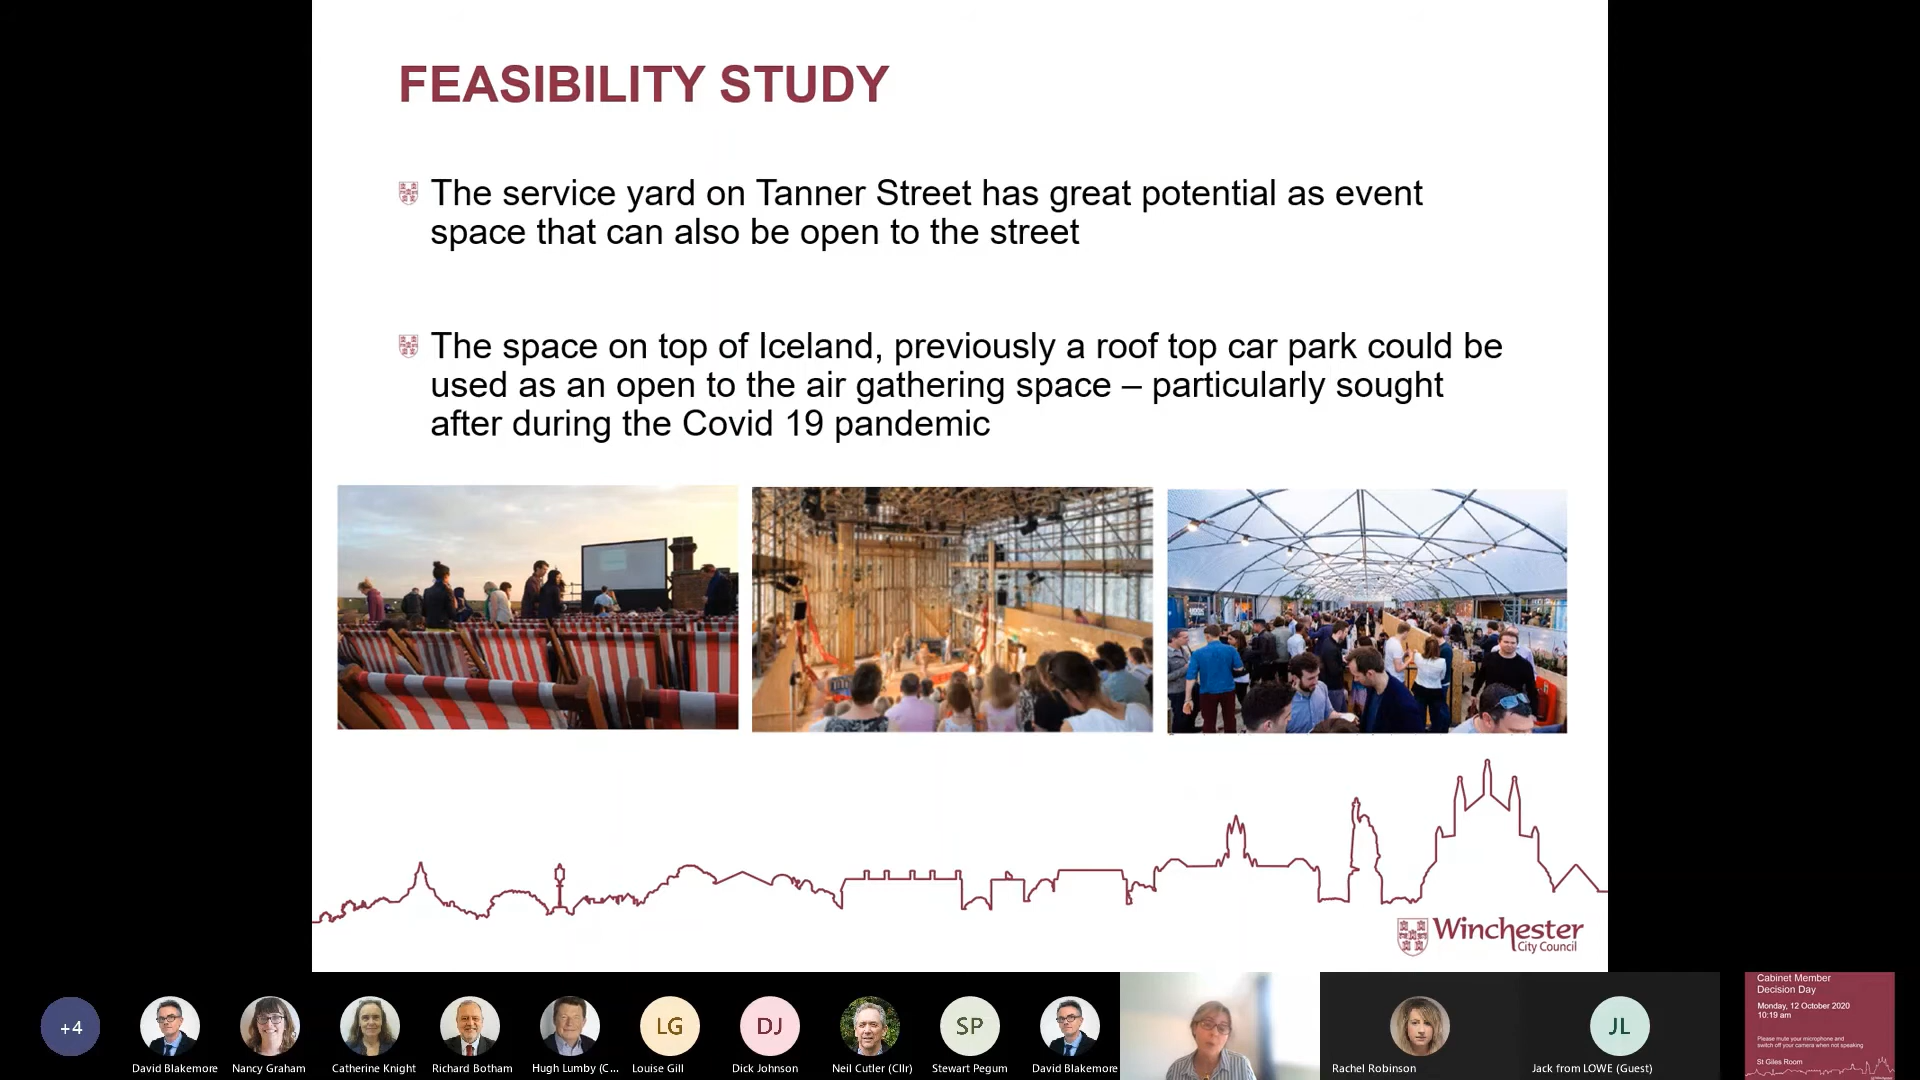 FEASIBILITY STUDY
The service yard on Tanner Street has great potential as event
space that can also be open to the street
The space on top of Iceland, previously a roof top car park could be
used as an open to the air gathering space – particularly sought
after during the Covid 19 pandemic
Winchester
City Council
+4
LG
DJ
SP
JL
David Blakemore
Nancy Graham
Catherine Knight
Richard Botham
Hugh Lumby (C...
Louise Gill
Dick Johnson
Neil Cutler (Cllr)
Stewart Pegum
David Blakemore
Rachel Robinson
Jack from LOWE (Guest)
Cabinet Member
Decision Day
Monday, 12 October 2020
10:19 am
Please mute your microphone and
switch off your camera when not speaking
St Giles Room